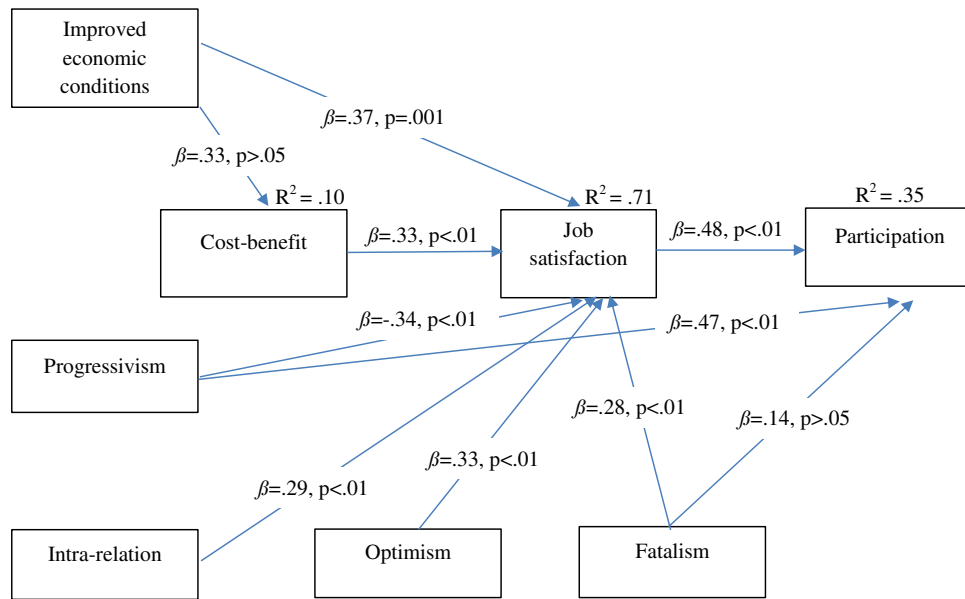 Improved
economic
conditions
β=.37, p=.001
β=.33, p>.05
R² = .10
R² = .71
R² = .35
Cost-benefit
β=.33, p<.01
Job
satisfaction
β=.48, p<.01
Participation
β=-.34, p<.01
β=.47, p<.01
Progressivism
β=.28, p<.01
β=.14, p>.05
β=.33, p<.01
β=.29, p<.01
Intra-relation
Optimism
Fatalism